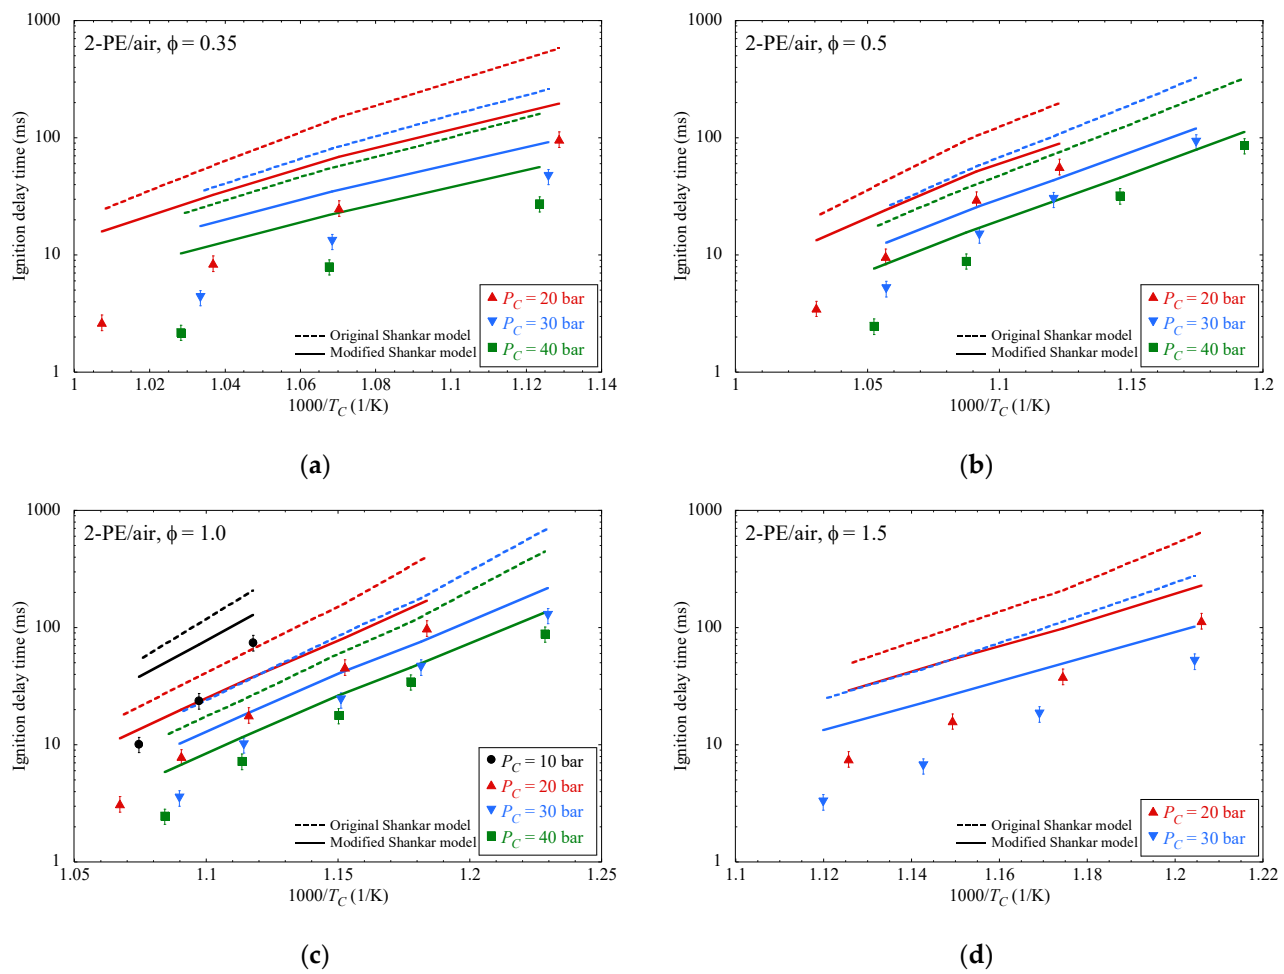 2-PE/air, ϕ = 0.35
Ignition delay time (ms)
1000
100
10
1
1
1.02
1.04
1.06
1.08
1.1
1.12
1.14
1000/T_C (1/K)
Original Shankar model
Modified Shankar model
P_C = 20 bar
P_C = 30 bar
P_C = 40 bar
(a)
2-PE/air, ϕ = 0.5
Ignition delay time (ms)
1000
100
10
1
1
1.05
1.1
1.15
1.2
1000/T_C (1/K)
Original Shankar model
Modified Shankar model
P_C = 20 bar
P_C = 30 bar
P_C = 40 bar
(b)
2-PE/air, ϕ = 1.0
Ignition delay time (ms)
1000
100
10
1
1.05
1.1
1.15
1.2
1.25
1000/T_C (1/K)
Original Shankar model
Modified Shankar model
P_C = 10 bar
P_C = 20 bar
P_C = 30 bar
P_C = 40 bar
(c)
2-PE/air, ϕ = 1.5
Ignition delay time (ms)
1000
100
10
1
1.1
1.12
1.14
1.16
1.18
1.2
1.22
1000/T_C (1/K)
Original Shankar model
Modified Shankar model
P_C = 20 bar
P_C = 30 bar
(d)